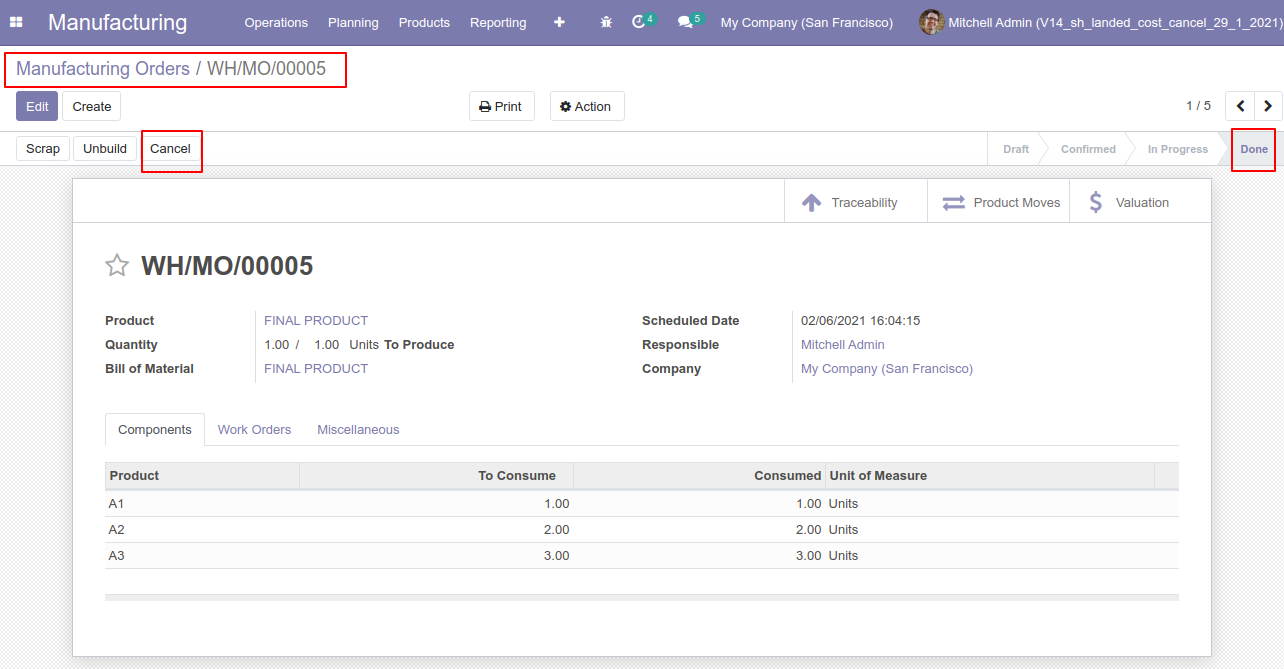 Manufacturing Operations Planning Products Reporting 4 5 My Company (San Francisco) Mitchell Admin (V14_sh_landed_cost_cancel_29_1_2021)
Manufacturing Orders / WH/MO/00005
Edit Create Print Action 1 / 5
Scrap Unbuild Cancel Draft Confirmed In Progress Done
Traceability Product Moves Valuation
WH/MO/00005
Product FINAL PRODUCT Scheduled Date 02/06/2021 16:04:15
Quantity 1.00 / 1.00 Units To Produce Responsible Mitchell Admin
Bill of Material FINAL PRODUCT Company My Company (San Francisco)
Components Work Orders Miscellaneous
Product To Consume Consumed Unit of Measure
A1 1.00 1.00 Units
A2 2.00 2.00 Units
A3 3.00 3.00 Units